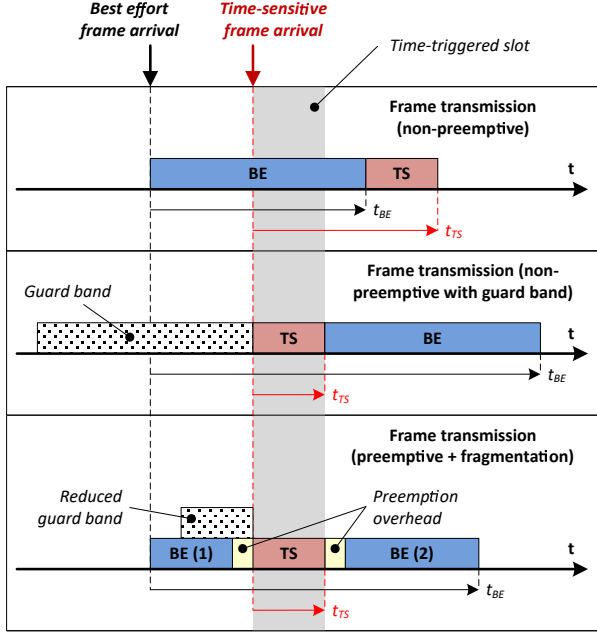 Best effort
frame arrival
Time-sensitive
frame arrival
Time-triggered slot
Frame transmission
(non-preemptive)
BE
TS
t
tBE
tTS
Frame transmission (non-
preemptive with guard band)
Guard band
TS
BE
t
tBE
tTS
Frame transmission
(preemptive + fragmentation)
Reduced
guard band
Preemption
overhead
BE (1)
TS
BE (2)
t
tBE
tTS